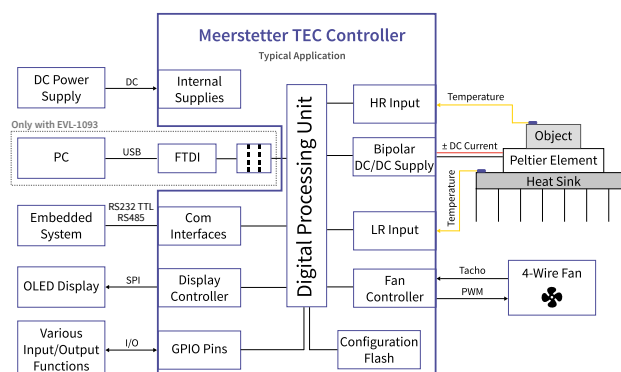 Meerstetter TEC Controller
Typical Application
DC Power
Supply
DC
Internal
Supplies
HR Input
Temperature
Object
Only with EVL-1093
PC
USB
FTDI
Digital Processing Unit
Bipolar
DC/DC Supply
± DC Current
Peltier Element
Heat Sink
Embedded
System
RS232 TTL
RS485
Com
Interfaces
LR Input
Temperature
OLED Display
SPI
Display
Controller
Fan
Controller
Tacho
PWM
4-Wire Fan
Various
Input/Output
Functions
I/O
GPIO Pins
Configuration
Flash